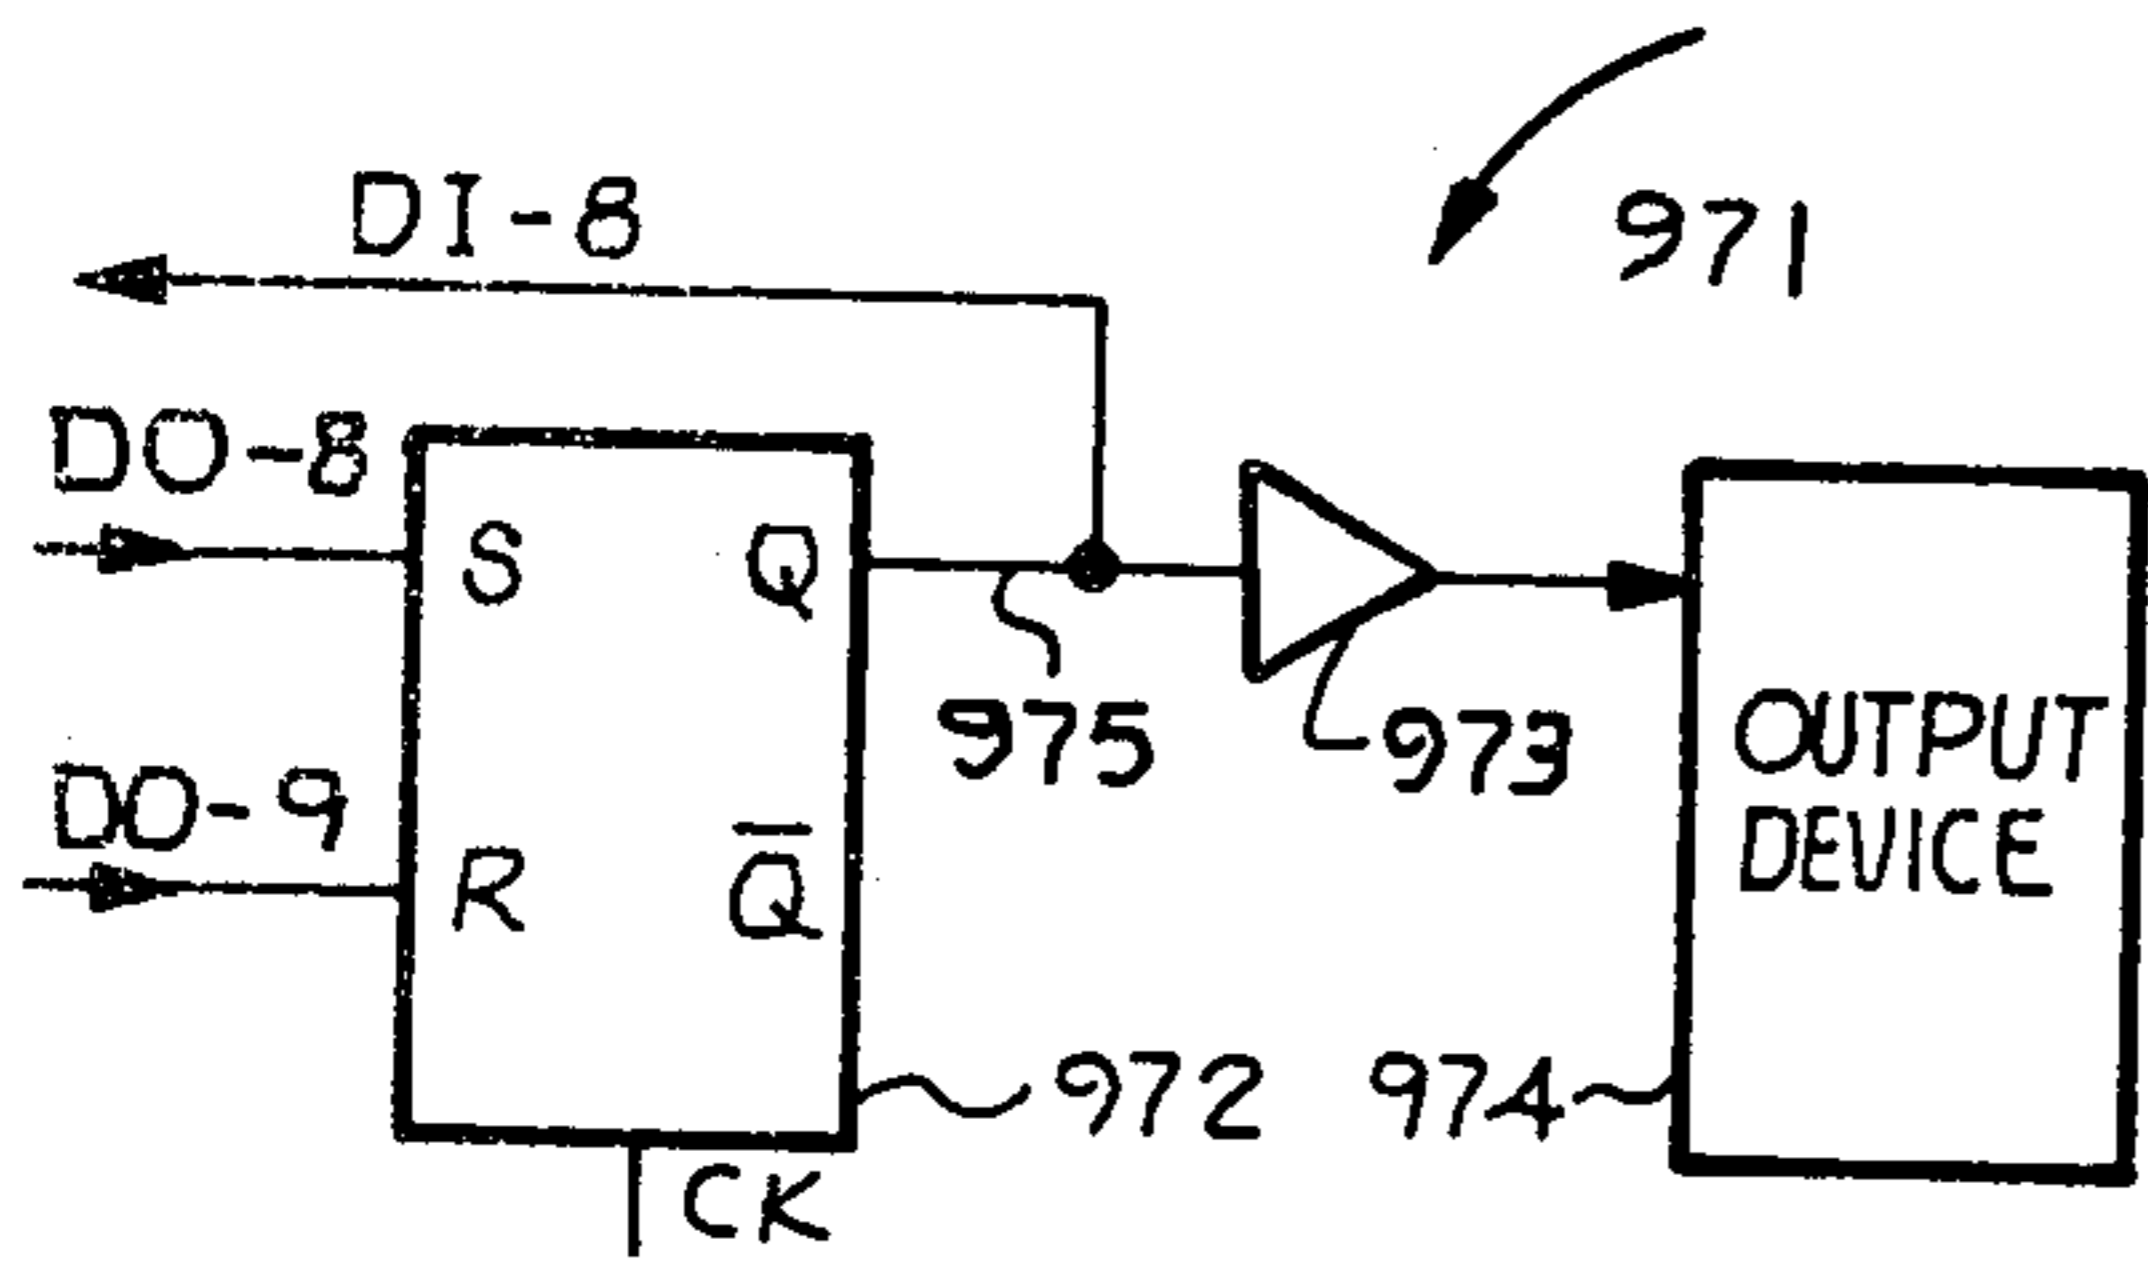 DI-8
971
DO-8
S
Q
975
973
OUTPUT
DEVICE
DO-9
R
Q̅
972
974
CK